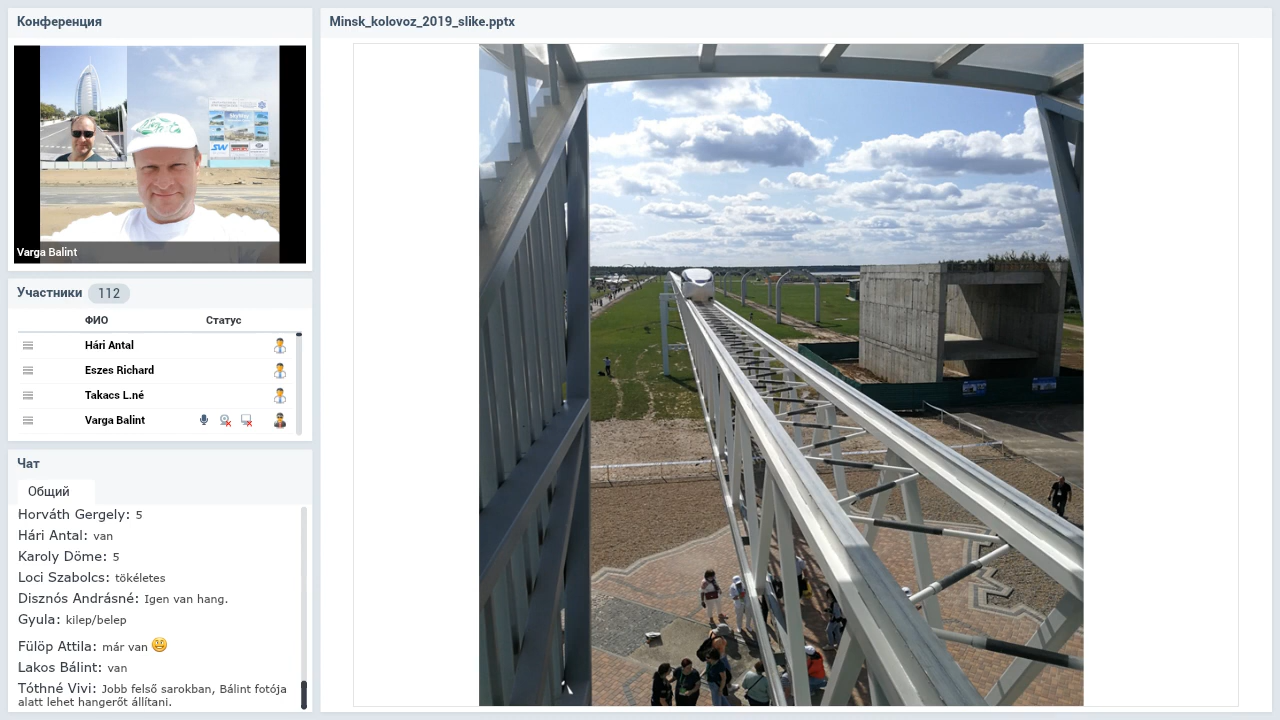 Конференция
SkyWay
SW
Varga Balint
Участники 112
ФИО Статус
Hári Antal
Eszes Richard
Takacs L.né
Varga Balint
Чат
Общий
Horváth Gergely: 5
Hári Antal: van
Karoly Döme: 5
Loci Szabolcs: tökéletes
Disznós Andrásné: Igen van hang.
Gyula: kilep/belep
Fülöp Attila: már van
Lakos Bálint: van
Tóthné Vivi: Jobb felső sarokban, Bálint fotója
alatt lehet hangerőt állítani.
Minsk_kolovoz_2019_slike.pptx